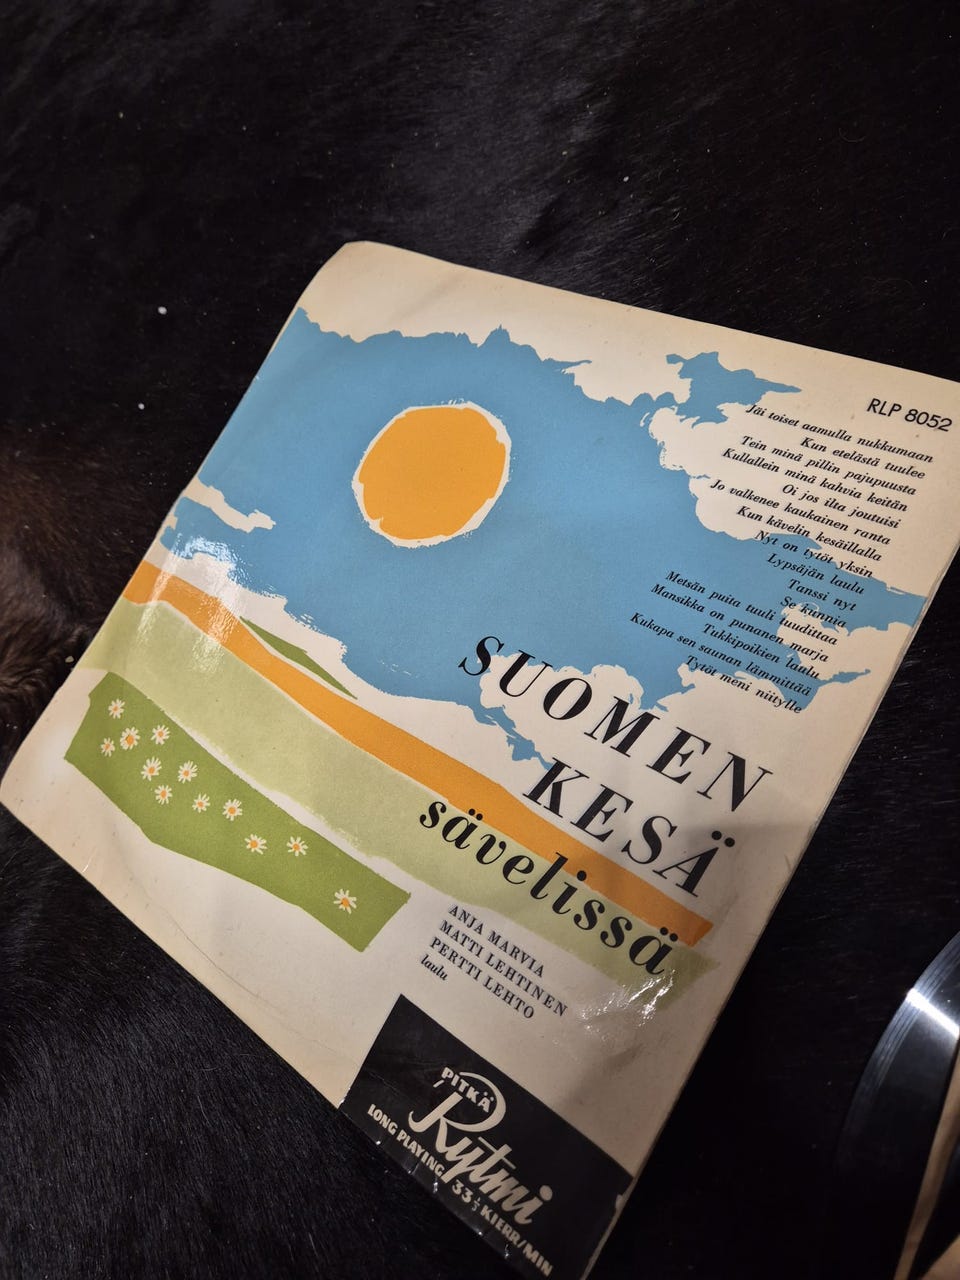 RLP 8052
Jäi toiset aamulla nukkumaan
Kun etelästä tuulee
Tein minä pillin pajupuusta
Kullallein minä kahvia keitän
Oi jos ilta joutuisi
Jo valkenee kaukainen ranta
Kun kävelin kesäillalla
Nyt on tytöt yksin
Lypsäjän laulu
Tanssi nyt
Se kunnia
Metsän puita tuuli tuudittaa
Mansikka on punanen marja
Tukkipoikien laulu
Kukapa sen saunan lämmittää
Tytöt meni niitylle
SUOMEN
KESÄ
sävelissä
ANJA MARVIA
MATTI LEHTINEN
PERTTI LEHTO
laulu
PITKÄ
Rytmi
LONG PLAYING 33 1/3 KIERR/MIN